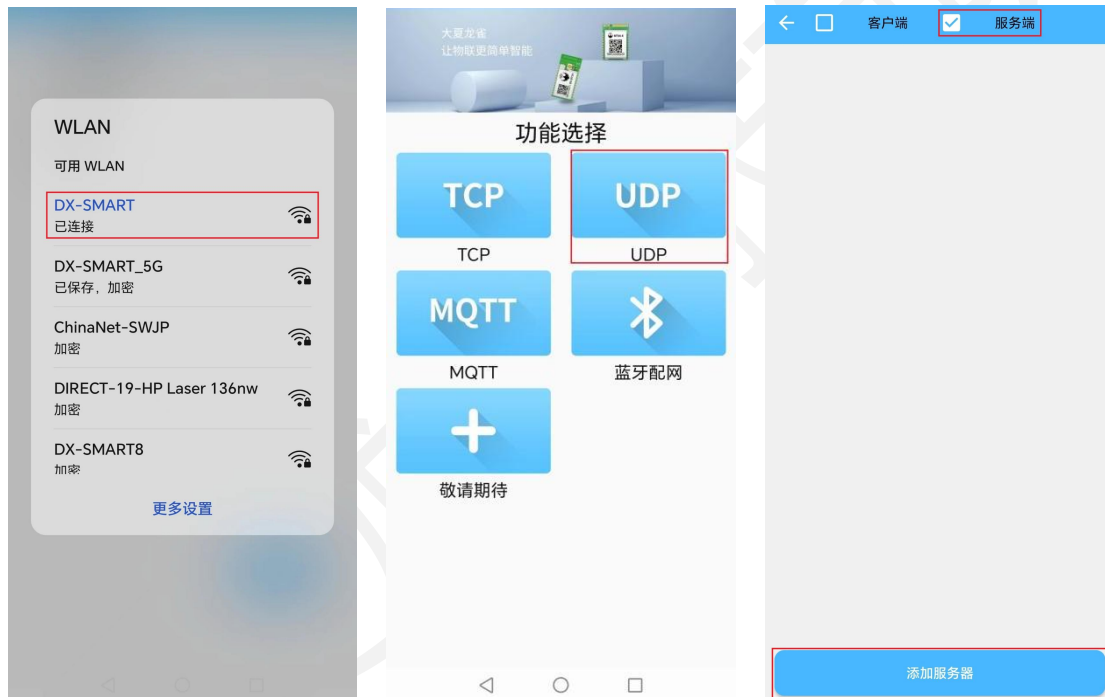 WLAN
可用 WLAN
DX-SMART
已连接
DX-SMART_5G
已保存，加密
ChinaNet-SWJP
加密
DIRECT-19-HP Laser 136nw
加密
DX-SMART8
加密
更多设置
大夏龙雀
让物联更简单智能
功能选择
TCP
UDP
TCP
UDP
MQTT
MQTT
蓝牙配网
敬请期待
客户端
服务端
添加服务器